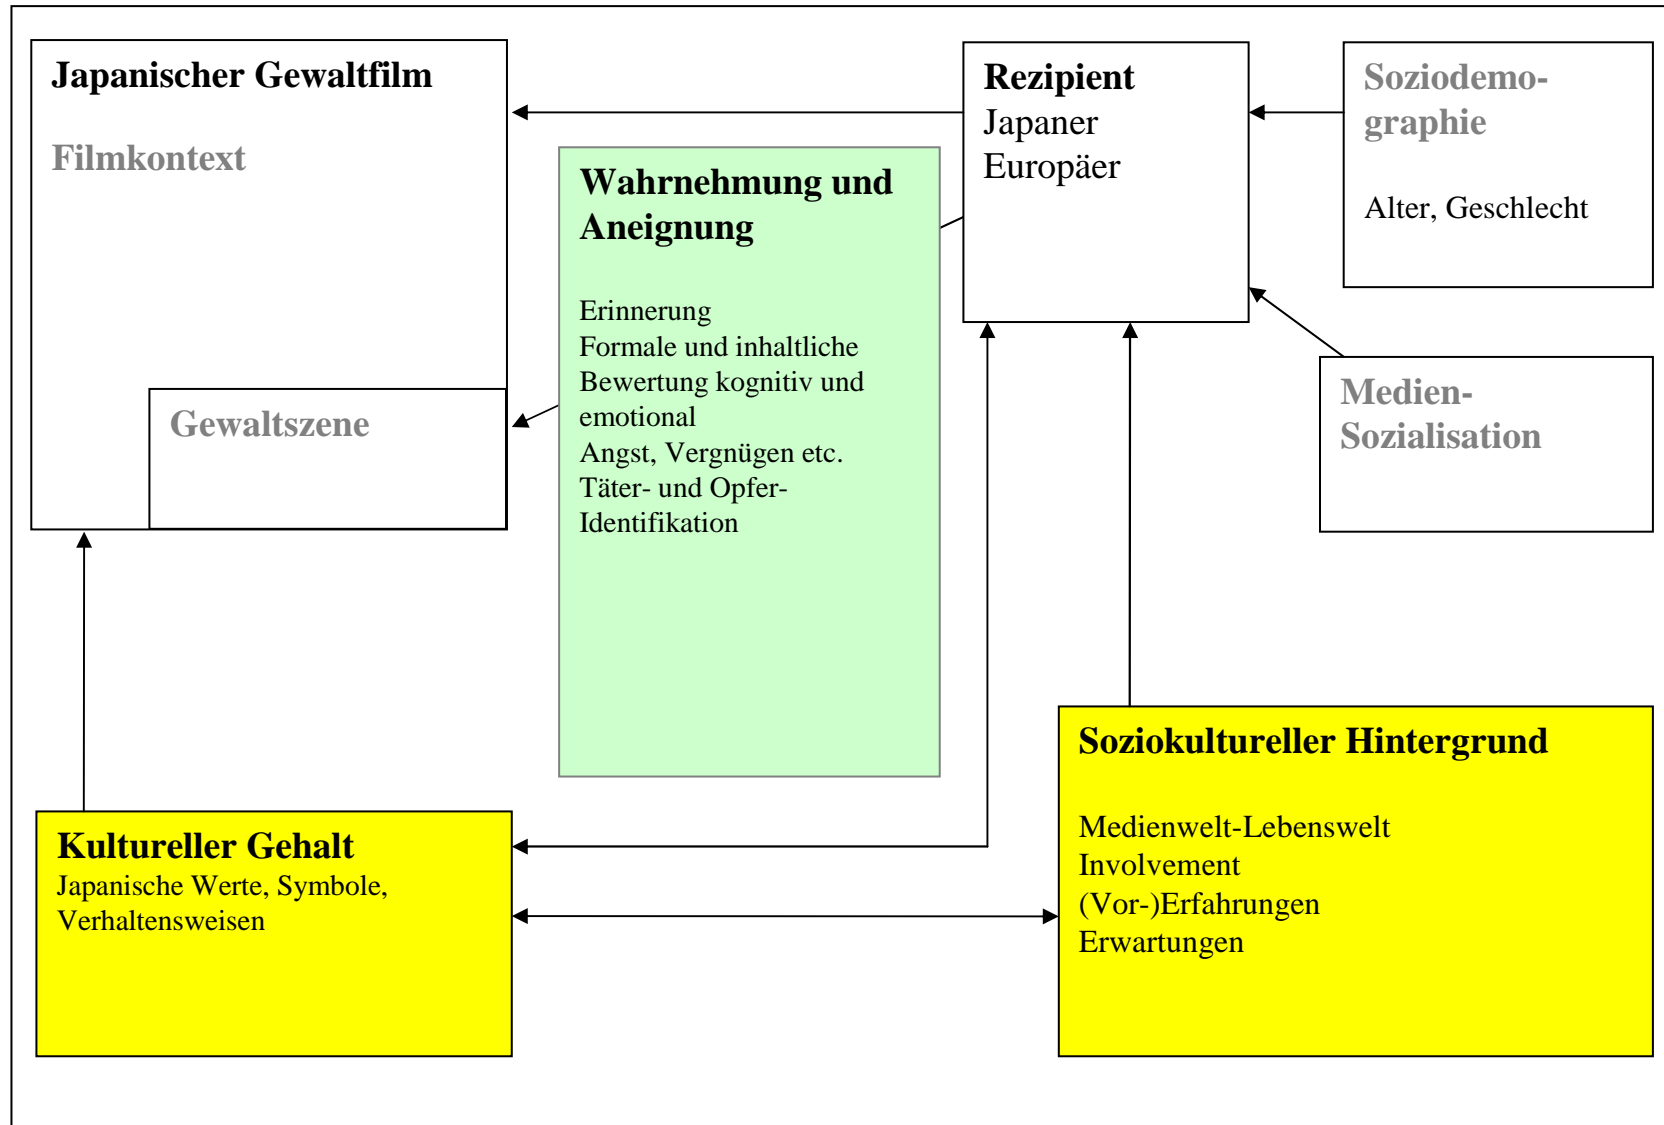 Japanischer Gewaltfilm
Filmkontext
Gewaltszene
Wahrnehmung und
Aneignung
Erinnerung
Formale und inhaltliche
Bewertung kognitiv und
emotional
Angst, Vergnügen etc.
Täter- und Opfer-
Identifikation
Rezipient
Japaner
Europäer
Soziodemo-
graphie
Alter, Geschlecht
Medien-
Sozialisation
Kultureller Gehalt
Japanische Werte, Symbole,
Verhaltensweisen
Soziokultureller Hintergrund
Medienwelt-Lebenswelt
Involvement
(Vor-)Erfahrungen
Erwartungen